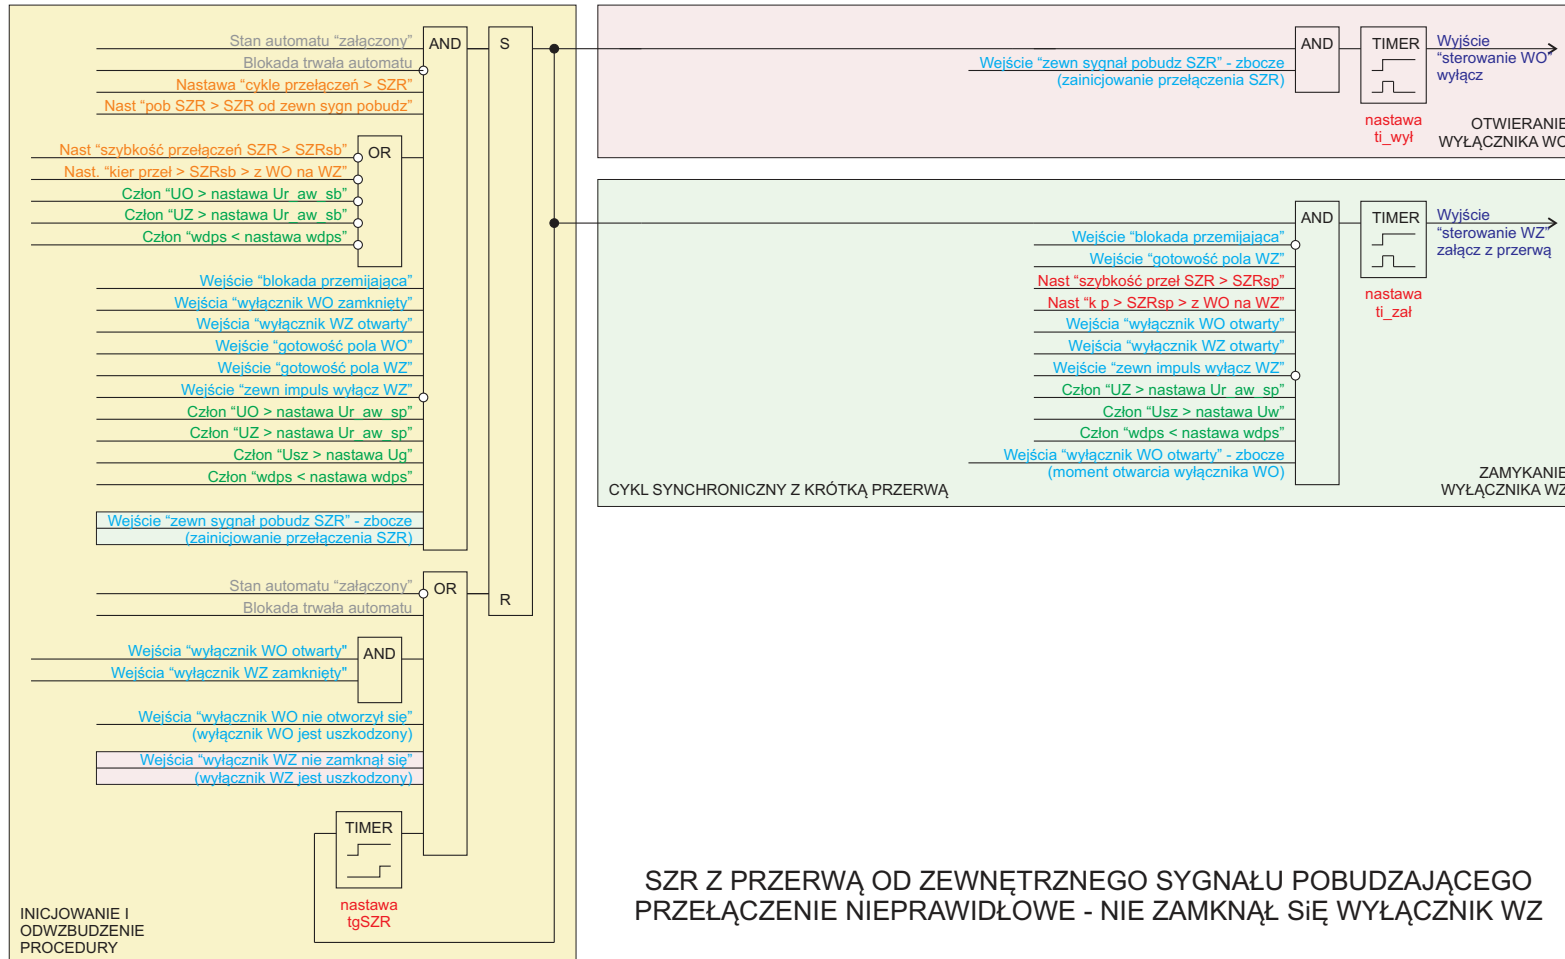 Stan automatu “załączony”
Blokada trwała automatu
Nastawa “cykle przełączeń > SZR”
Nast “pob SZR > SZR od zewn sygn pobudz”
AND
S
Nast “szybkość przełączeń SZR > SZRsb”
Nast. “kier przeł > SZRsb > z WO na WZ”
Człon “UO > nastawa Ur_aw_sb”
Człon “UZ > nastawa Ur_aw_sb”
Człon “wdps < nastawa wdps”
OR
Wejście “blokada przemijająca”
Wejścia “wyłącznik WO zamknięty”
Wejścia “wyłącznik WZ otwarty”
Wejście “gotowość pola WO”
Wejście “gotowość pola WZ”
Wejście “zewn impuls wyłącz WZ”
Człon “UO > nastawa Ur_aw_sp”
Człon “UZ > nastawa Ur_aw_sp”
Człon “Usz > nastawa Ug”
Człon “wdps < nastawa wdps”
Wejście “zewn sygnał pobudz SZR” - zbocze
(zainicjowanie przełączenia SZR)
Stan automatu “załączony”
Blokada trwała automatu
OR
R
Wejścia “wyłącznik WO otwarty”
Wejścia “wyłącznik WZ zamknięty”
AND
Wejścia “wyłącznik WO nie otworzył się”
(wyłącznik WO jest uszkodzony)
Wejścia “wyłącznik WZ nie zamknął się”
(wyłącznik WZ jest uszkodzony)
TIMER
nastawa
tgSZR
INICJOWANIE I
ODWZBUDZENIE
PROCEDURY
Wejście “zewn sygnał pobudz SZR” - zbocze
(zainicjowanie przełączenia SZR)
AND
TIMER
nastawa
ti_wył
Wyjście
“sterowanie WO”
wyłącz
OTWIERANIE
WYŁĄCZNIKA WO
Wejście “blokada przemijająca”
Wejście “gotowość pola WZ”
Nast “szybkość przeł SZR > SZRsp”
Nast “k p > SZRsp > z WO na WZ”
Wejścia “wyłącznik WO otwarty”
Wejścia “wyłącznik WZ otwarty”
Wejście “zewn impuls wyłącz WZ”
Człon “UZ > nastawa Ur_aw_sp”
Człon “Usz > nastawa Uw”
Człon “wdps < nastawa wdps”
Wejścia “wyłącznik WO otwarty” - zbocze
(moment otwarcia wyłącznika WO)
AND
TIMER
nastawa
ti_zał
Wyjście
“sterowanie WZ”
załącz z przerwą
CYKL SYNCHRONICZNY Z KRÓTKĄ PRZERWĄ
ZAMYKANIE
WYŁĄCZNIKA WZ
SZR Z PRZERWĄ OD ZEWNĘTRZNEGO SYGNAŁU POBUDZAJĄCEGO
PRZEŁĄCZENIE NIEPRAWIDŁOWE - NIE ZAMKNĄŁ SiĘ WYŁĄCZNIK WZ